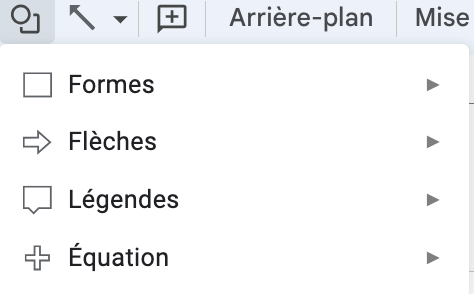 Arrière-plan Mise
Formes
Flèches
Légendes
Équation